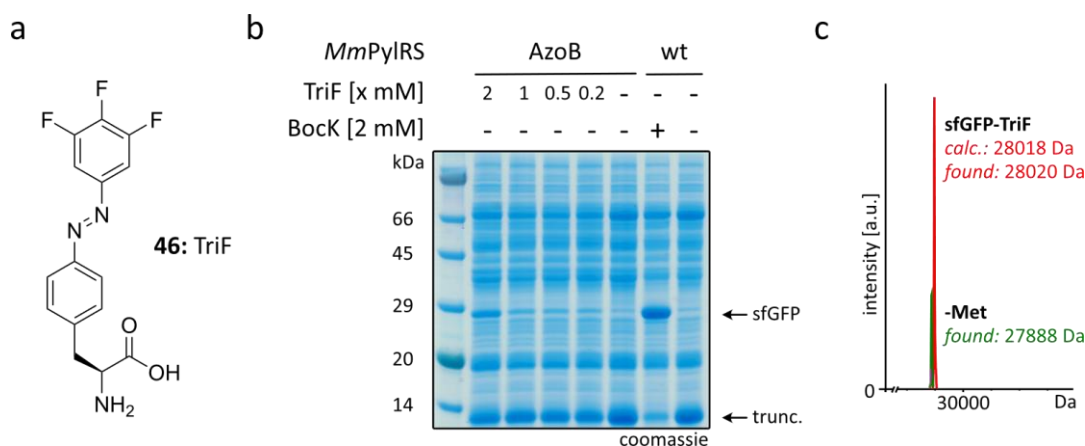 a
F
F
F
N
N
46: TriF
O
OH
NH2
b
MmPylRS AzoB wt
TriF [x mM] 2 1 0.5 0.2 - - -
BocK [2 mM] - - - - - + -
kDa
66
45
29
20
14
sfGFP
trunc.
coomassie
c
intensity [a.u.]
sfGFP-TriF
calc.: 28018 Da
found: 28020 Da
-Met
found: 27888 Da
0
30000 Da